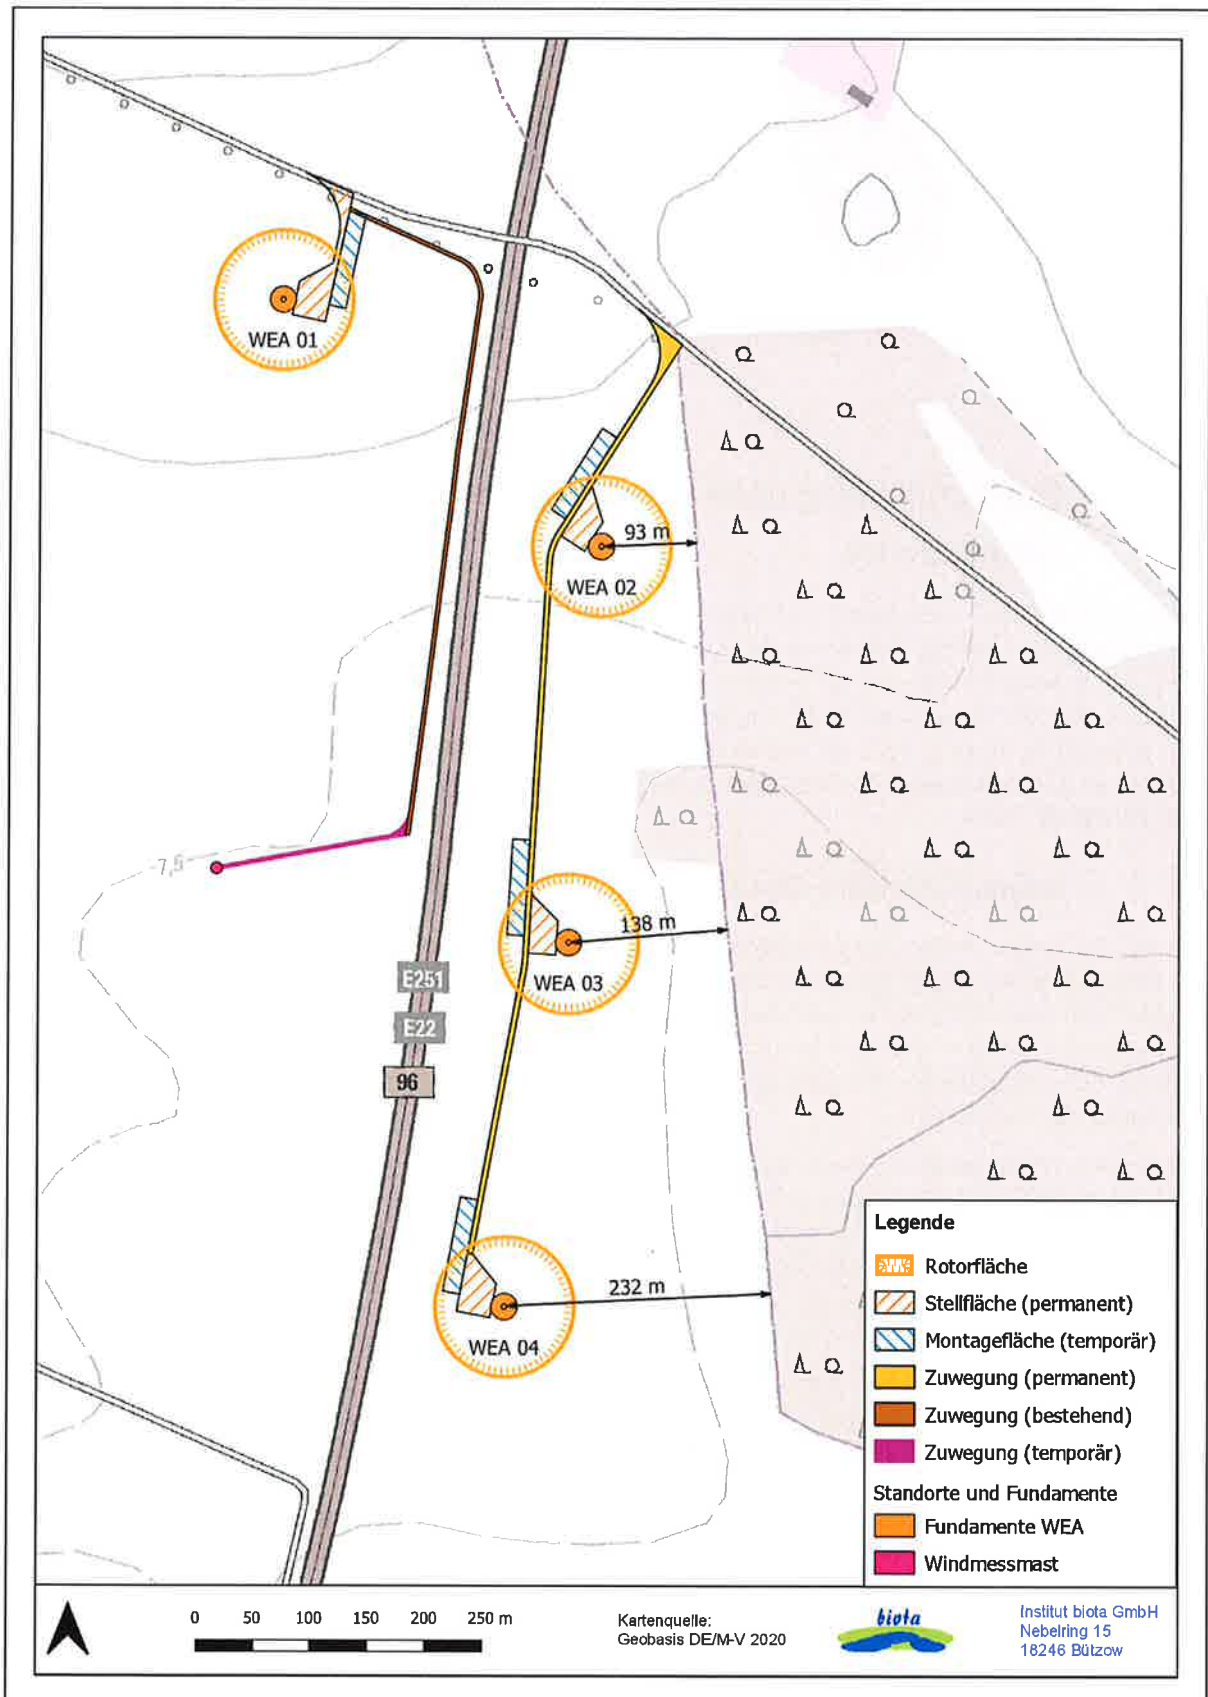 WEA 01
93 m
WEA 02
7,5
138 m
E251
WEA 03
E22
96
232 m
WEA 04
Legende
Rotorfläche
Stellfläche (permanent)
Montagefläche (temporär)
Zuwegung (permanent)
Zuwegung (bestehend)
Zuwegung (temporär)
Standorte und Fundamente
Fundamente WEA
Windmessmast
0 50 100 150 200 250 m
Kartenquelle:
Geobasis DE/M-V 2020
biota
Institut biota GmbH
Nebelring 15
18246 Bützow